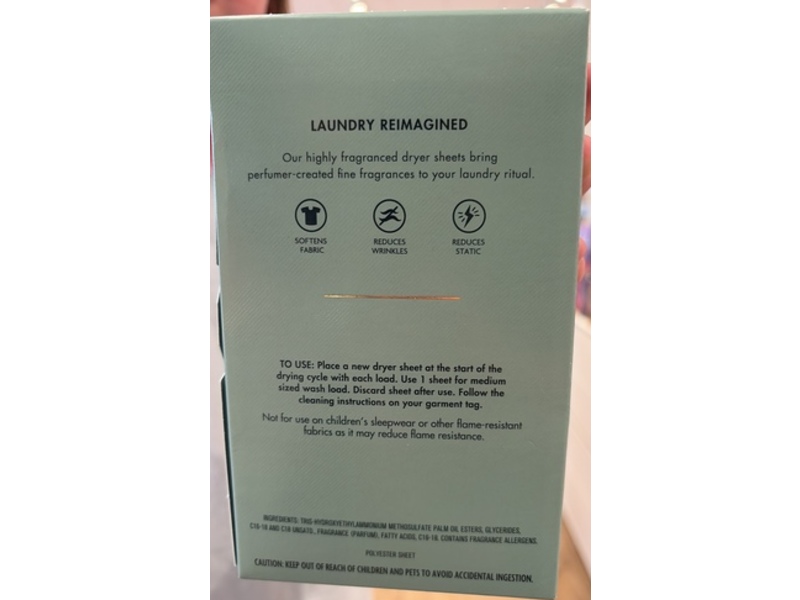 LAUNDRY REIMAGINED
Our highly fragranced dryer sheets bring
perfumer-created fine fragrances to your laundry ritual.
SOFTENS REDUCES REDUCES
FABRIC WRINKLES STATIC
TO USE: Place a new dryer sheet at the start of the
drying cycle with each load. Use 1 sheet for medium
sized wash load. Discard sheet after use. Follow the
cleaning instructions on your garment tag.
Not for use on children's sleepwear or other flame-resistant
fabrics as it may reduce flame resistance.
INGREDIENTS: TRIS-HYDROXYETHYLAMMONIUM METHOSULFATE PALM OIL ESTERS, GLYCERIDES,
C16-18 AND C18 UNSATD., FRAGRANCE (PARFUM), FATTY ACIDS, C16-18. CONTAINS FRAGRANCE ALLERGENS.
POLYESTER SHEET
CAUTION: KEEP OUT OF REACH OF CHILDREN AND PETS TO AVOID ACCIDENTAL INGESTION.